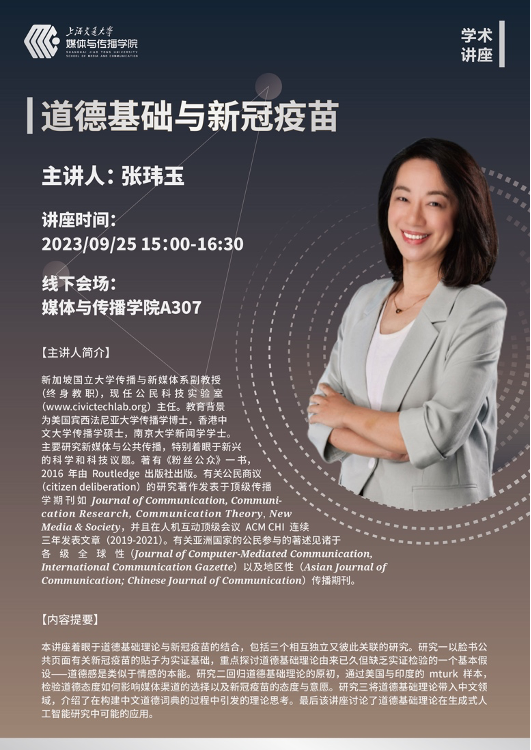 上海交通大学
媒体与传播学院
SHANGHAI JIAO TONG UNIVERSITY
SCHOOL OF MEDIA AND COMMUNICATION
学术
讲座
道德基础与新冠疫苗
主讲人：张玮玉
讲座时间：
2023/09/25 15：00-16:30
线下会场：
媒体与传播学院A307
【主讲人简介】
新加坡国立大学传播与新媒体系副教授
(终身教职)，现任公民科技实验室
（www.civictechlab.org）主任。教育背景
为美国宾西法尼亚大学传播学博士，香港中
文大学传播学硕士，南京大学新闻学学士。
主要研究新媒体与公共传播，特别着眼于新兴
的科学和科技议题。著有《粉丝公众》一书，
2016 年由 Routledge 出版社出版。有关公民商议
（citizen deliberation）的研究著作发表于顶级传播
学期刊如 Journal of Communication, Communi-
cation Research, Communication Theory, New
Media & Society，并且在人机互动顶级会议 ACM CHI 连续
三年发表文章（2019-2021）。有关亚洲国家的公民参与的著述见诸于
各级全球性（Journal of Computer-Mediated Communication,
International Communication Gazette）以及地区性（Asian Journal of
Communication; Chinese Journal of Communication）传播期刊。
【内容提要】
本讲座着眼于道德基础理论与新冠疫苗的结合，包括三个相互独立又彼此关联的研究。研究一以脸书公
共页面有关新冠疫苗的贴子为实证基础，重点探讨道德基础理论由来已久但缺乏实证检验的一个基本假
设——道德感是类似于情感的本能。研究二回归道德基础理论的原初，通过美国与印度的 mturk 样本，
检验道德态度如何影响媒体渠道的选择以及新冠疫苗的态度与意愿。研究三将道德基础理论带入中文领
域，介绍了在构建中文道德词典的过程中引发的理论思考。最后该讲座讨论了道德基础理论在生成式人
工智能研究中可能的应用。